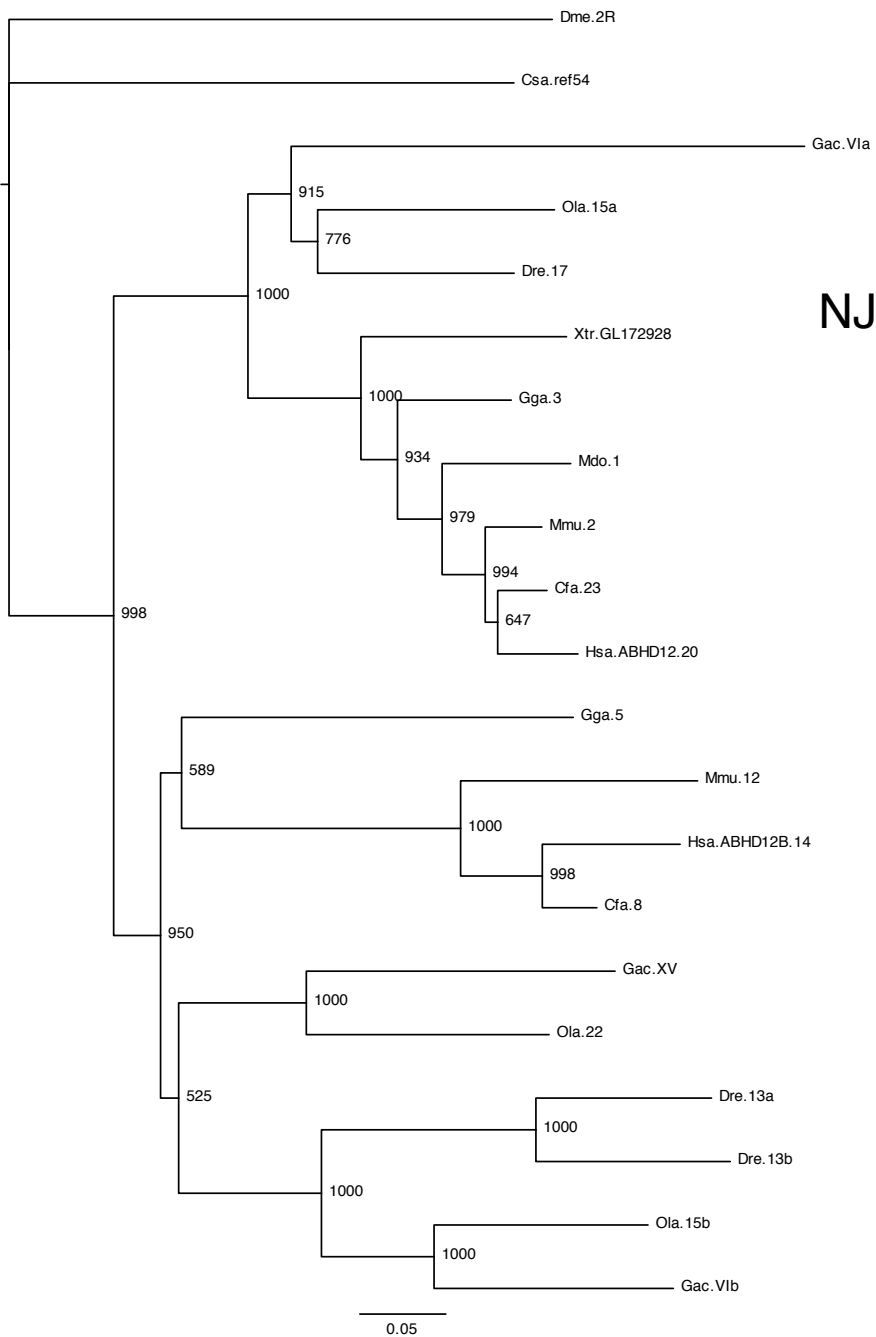 Dme.2R
Csa.ref54
Gac.VIa
915
Ola.15a
776
Dre.17
1000
NJ
Xtr.GL172928
1000
Gga.3
934
Mdo.1
979
Mmu.2
994
Cfa.23
647
998
Hsa.ABHD12.20
Gga.5
589
Mmu.12
1000
Hsa.ABHD12B.14
998
Cfa.8
950
Gac.XV
1000
Ola.22
525
Dre.13a
1000
Dre.13b
1000
Ola.15b
1000
Gac.VIb
0.05